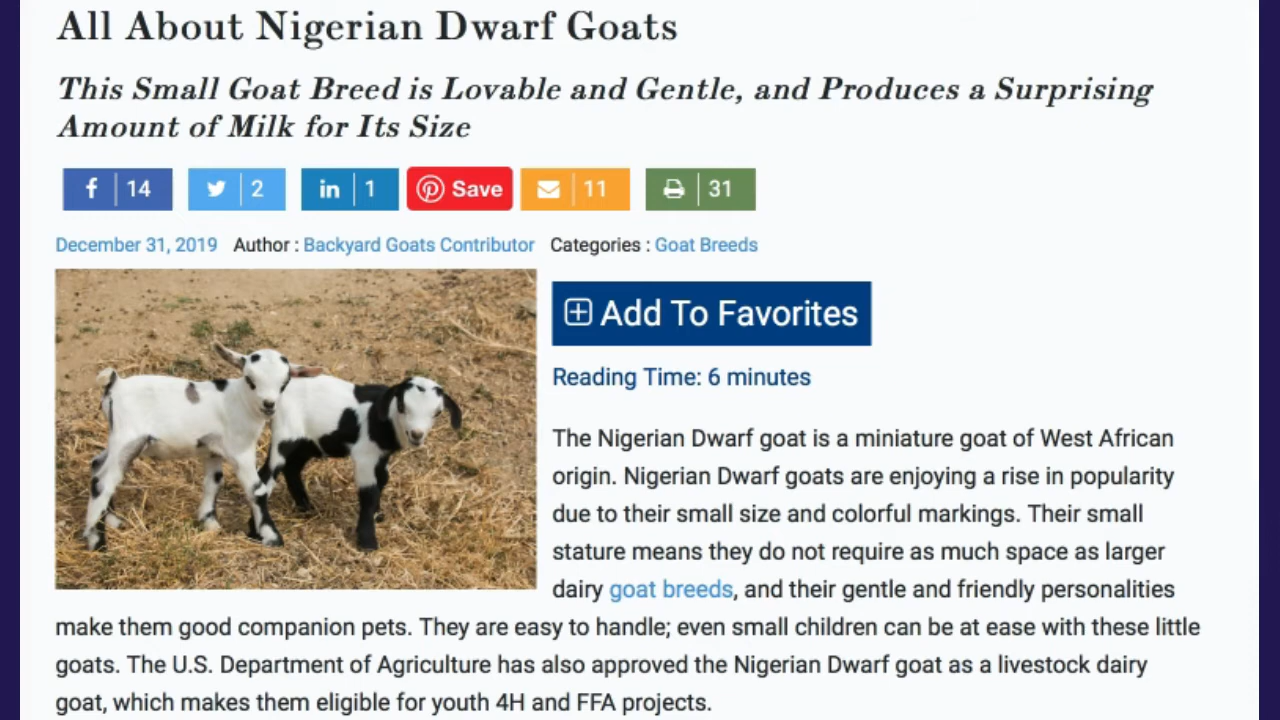 All About Nigerian Dwarf Goats
This Small Goat Breed is Lovable and Gentle, and Produces a Surprising
Amount of Milk for Its Size
f 14 2 in 1 Save 11 31
December 31, 2019 Author : Backyard Goats Contributor Categories : Goat Breeds
Add To Favorites
Reading Time: 6 minutes
The Nigerian Dwarf goat is a miniature goat of West African
origin. Nigerian Dwarf goats are enjoying a rise in popularity
due to their small size and colorful markings. Their small
stature means they do not require as much space as larger
dairy goat breeds, and their gentle and friendly personalities
make them good companion pets. They are easy to handle; even small children can be at ease with these little
goats. The U.S. Department of Agriculture has also approved the Nigerian Dwarf goat as a livestock dairy
goat, which makes them eligible for youth 4H and FFA projects.